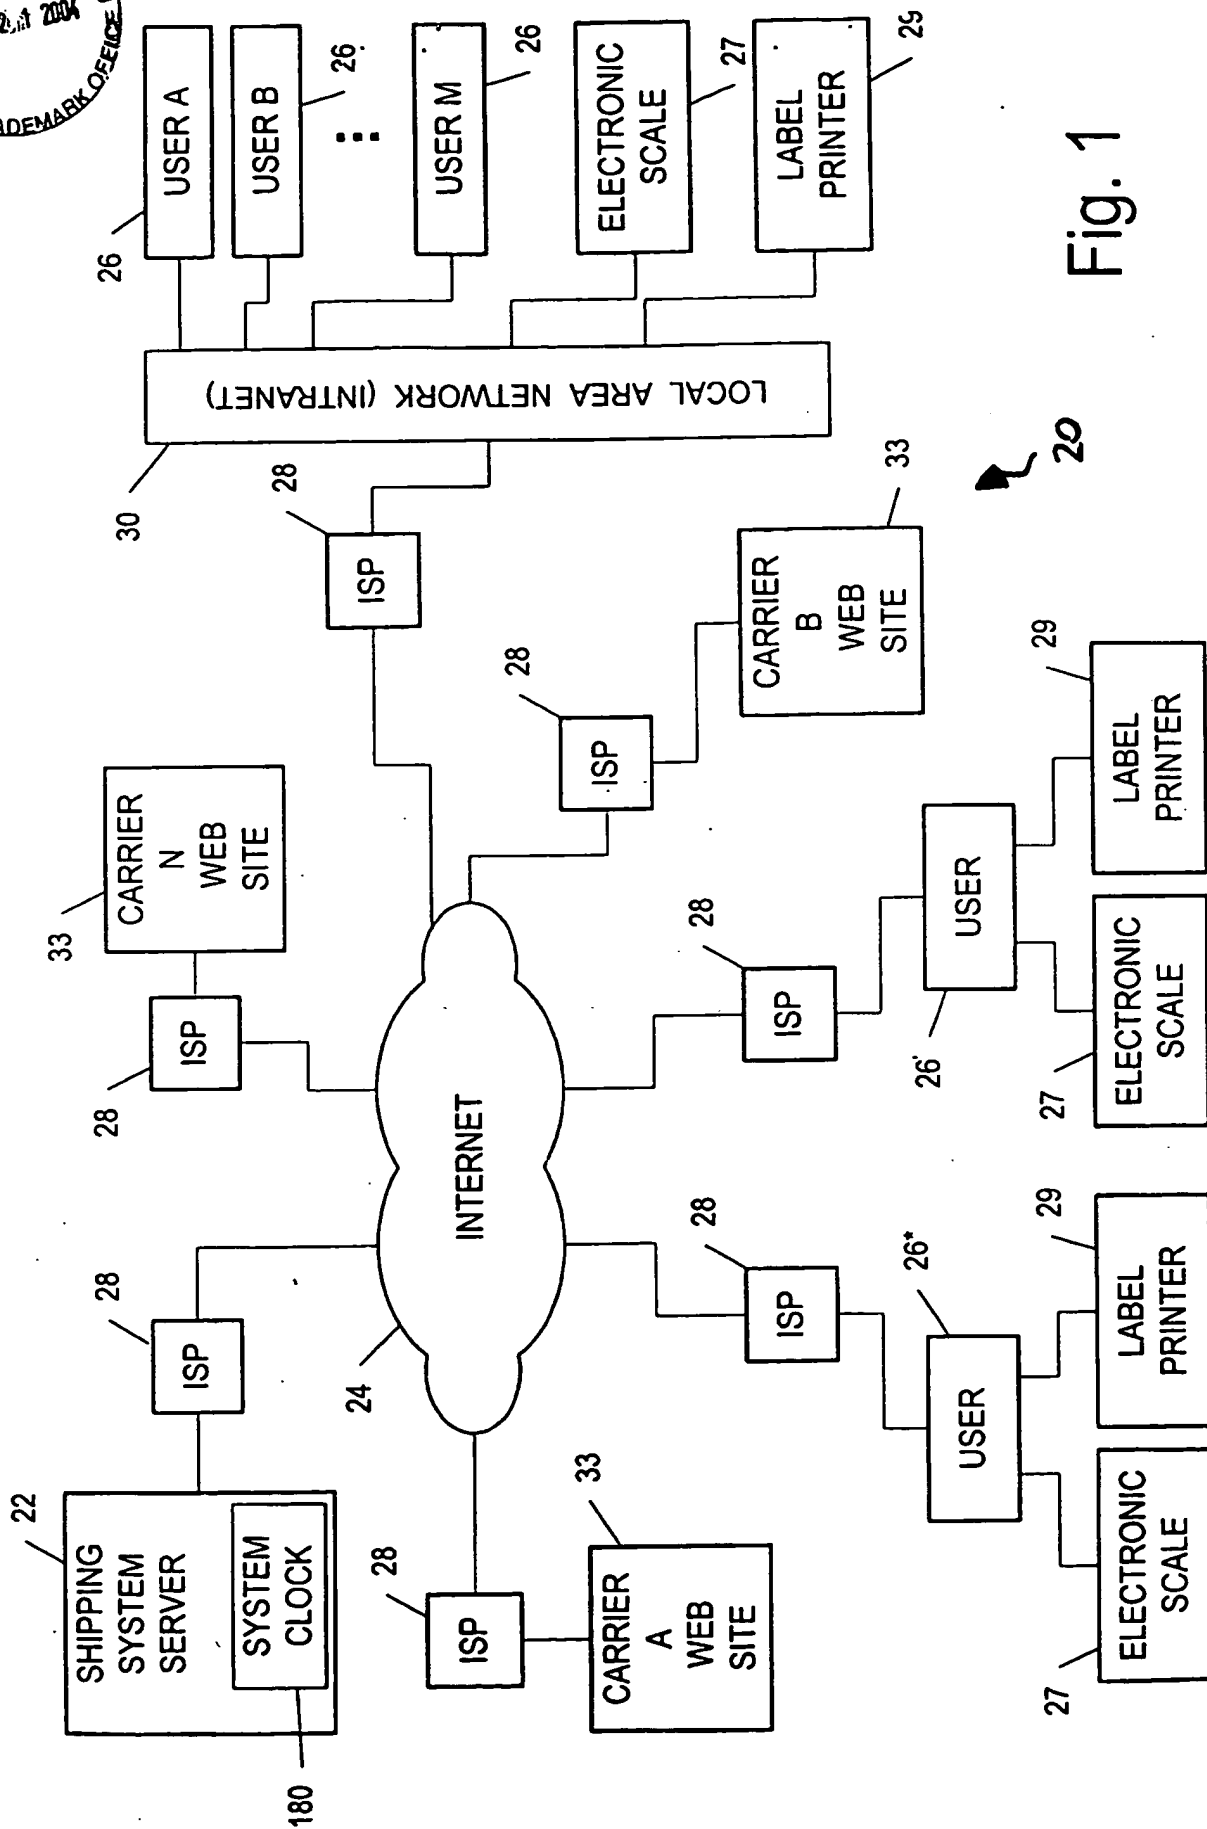 2004
TRADEMARK OFFICE
22
SHIPPING
SYSTEM
SERVER
SYSTEM
CLOCK
180
28
ISP
28
ISP
33
CARRIER
N
WEB
SITE
24
INTERNET
28
ISP
33
CARRIER
A
WEB
SITE
28
ISP
30
LOCAL AREA NETWORK (INTRANET)
26
USER A
USER B
26
USER M
26
ELECTRONIC
SCALE
27
LABEL
PRINTER
29
28
ISP
CARRIER
B
WEB
SITE
33
28
ISP
26*
USER
27
ELECTRONIC
SCALE
29
LABEL
PRINTER
28
ISP
26'
USER
27
ELECTRONIC
SCALE
29
LABEL
PRINTER
20
Fig. 1